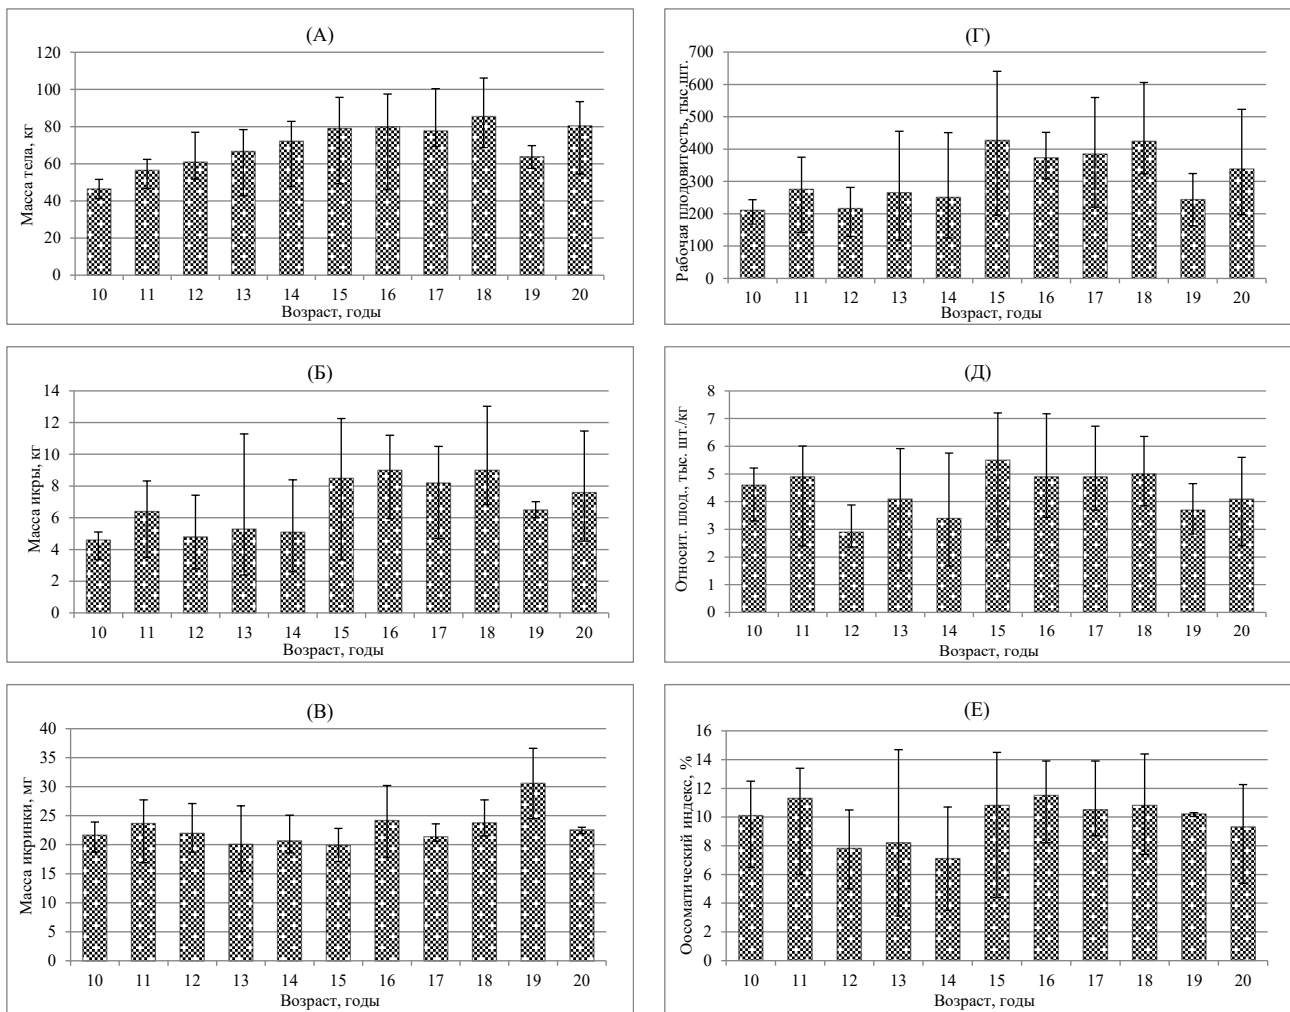 (А)
Масса тела, кг
120
100
80
60
40
20
0
10 11 12 13 14 15 16 17 18 19 20
Возраст, годы
(Г)
Рабочая плодовитость, тыс.шт.
700
600
500
400
300
200
100
0
10 11 12 13 14 15 16 17 18 19 20
Возраст, годы
(Б)
Масса икры, кг
14
12
10
8
6
4
2
0
10 11 12 13 14 15 16 17 18 19 20
Возраст, годы
(Д)
Относит. плод., тыс. шт./кг
8
7
6
5
4
3
2
1
0
10 11 12 13 14 15 16 17 18 19 20
Возраст, годы
(В)
Масса икринки, мг
40
35
30
25
20
15
10
5
0
10 11 12 13 14 15 16 17 18 19 20
Возраст, годы
(Е)
Оосоматический индекс, %
16
14
12
10
8
6
4
2
0
10 11 12 13 14 15 16 17 18 19 20
Возраст, годы